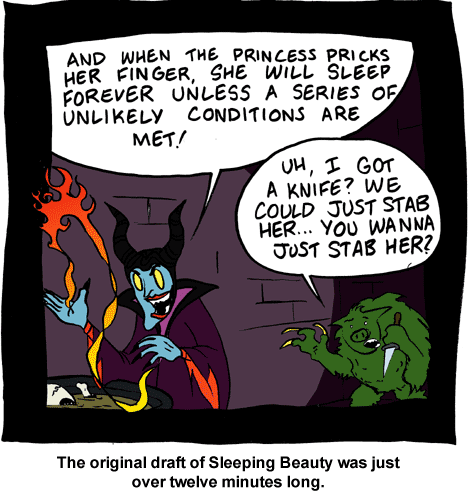 AND WHEN THE PRINCESS PRICKS
HER FINGER, SHE WILL SLEEP
FOREVER UNLESS A SERIES OF
UNLIKELY CONDITIONS ARE
MET!
UH, I GOT
A KNIFE? WE
COULD JUST STAB
HER... YOU WANNA
JUST STAB HER?
The original draft of Sleeping Beauty was just
over twelve minutes long.